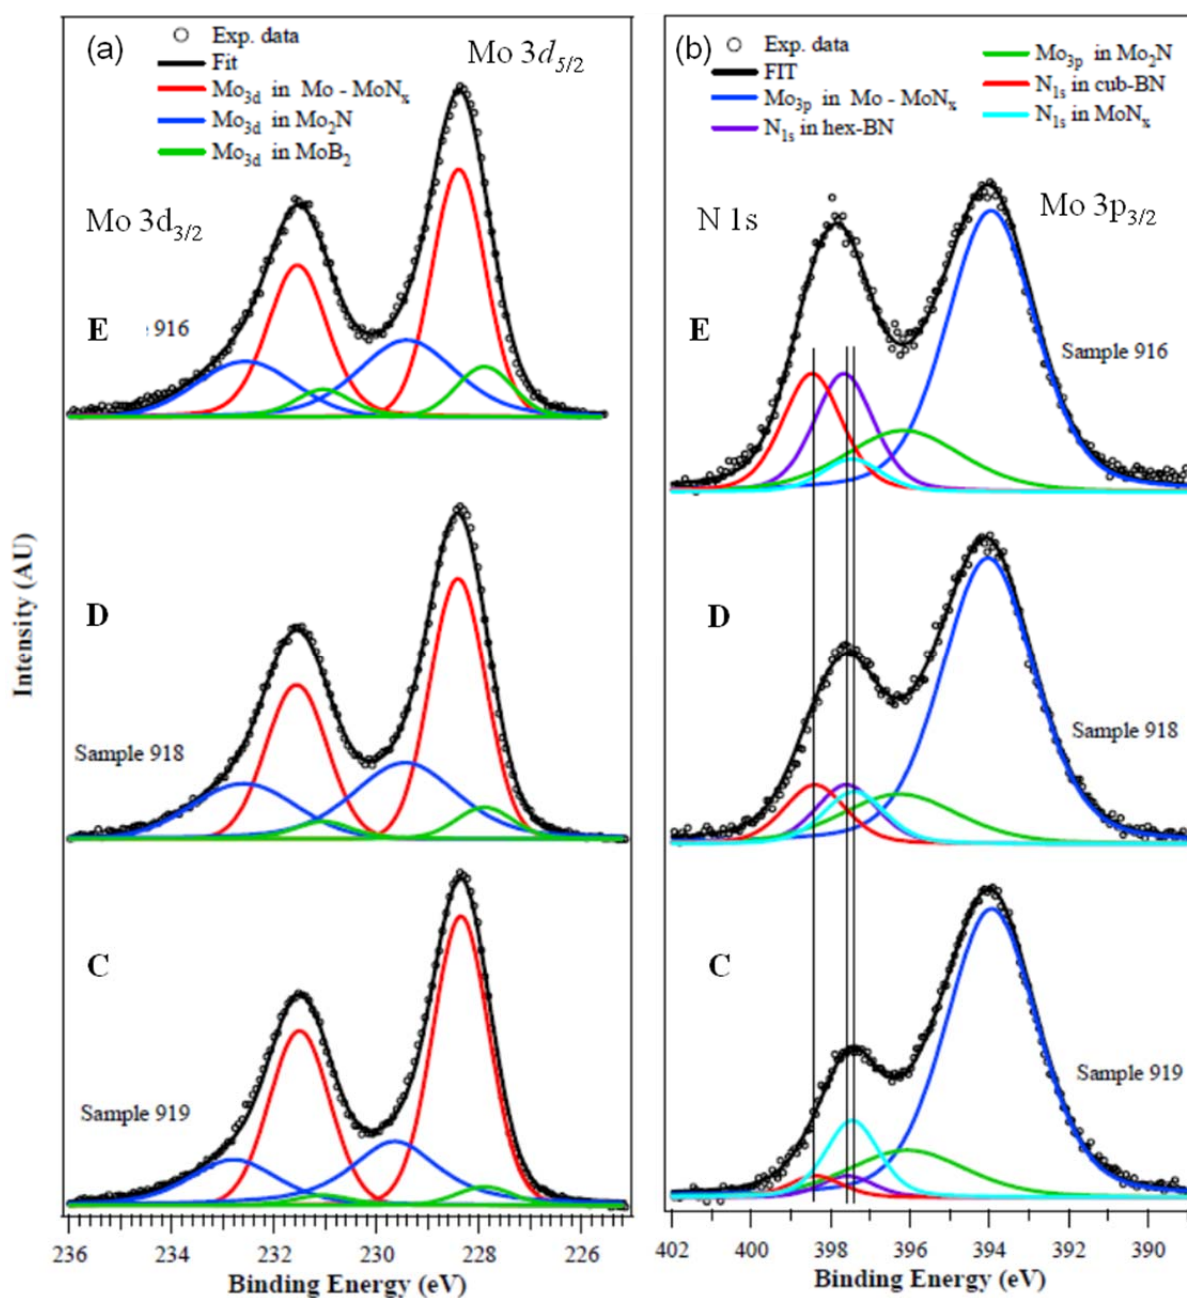 (a)
Exp. data
Fit
Mo3d in Mo - MoNx
Mo3d in Mo2N
Mo3d in MoB2
Mo 3d5/2
Mo 3d3/2
E
916
D
Sample 918
C
Sample 919
236
232
230
228
226
Binding Energy (eV)
Intensity (AU)
(b)
Exp. data
FIT
Mo3p in Mo - MoNx
N1s in hex-BN
Mo3p in Mo2N
N1s in cub-BN
N1s in MoNx
N 1s
Mo 3p3/2
E
Sample 916
D
Sample 918
C
Sample 919
402
400
398
396
394
392
390
Binding Energy (eV)